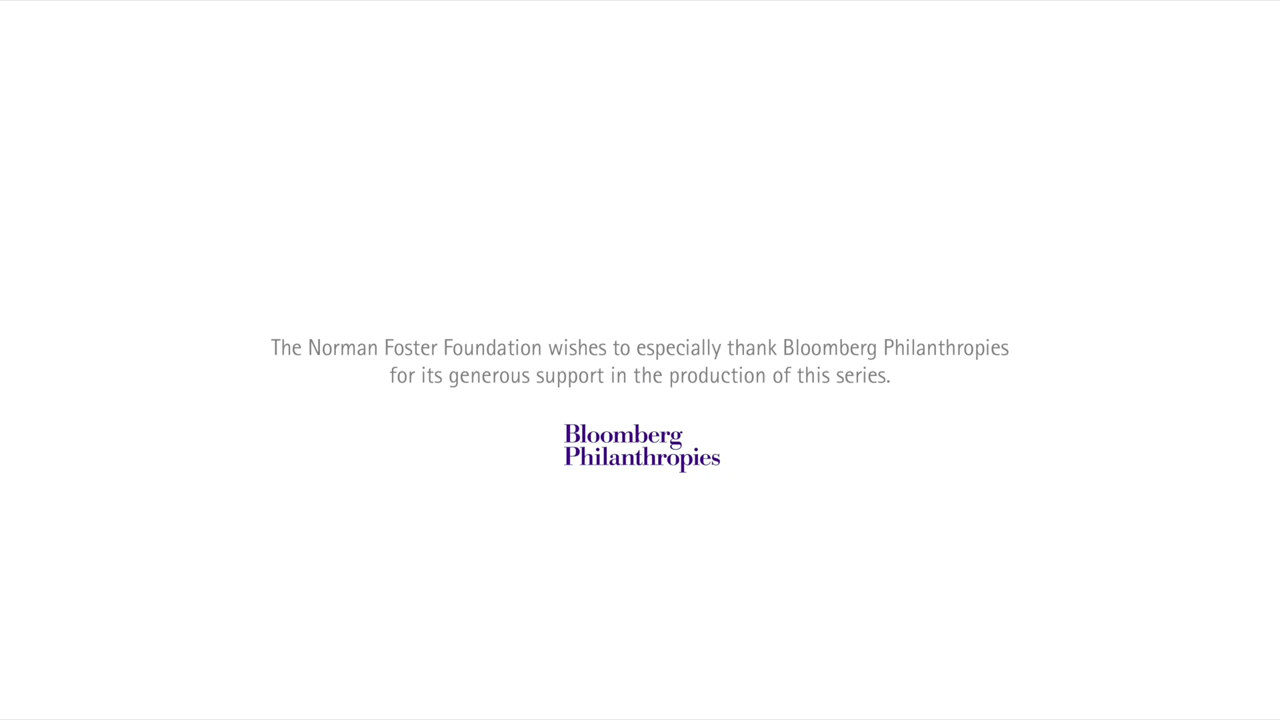 The Norman Foster Foundation wishes to especially thank Bloomberg Philanthropies
for its generous support in the production of this series.
Bloomberg
Philanthropies